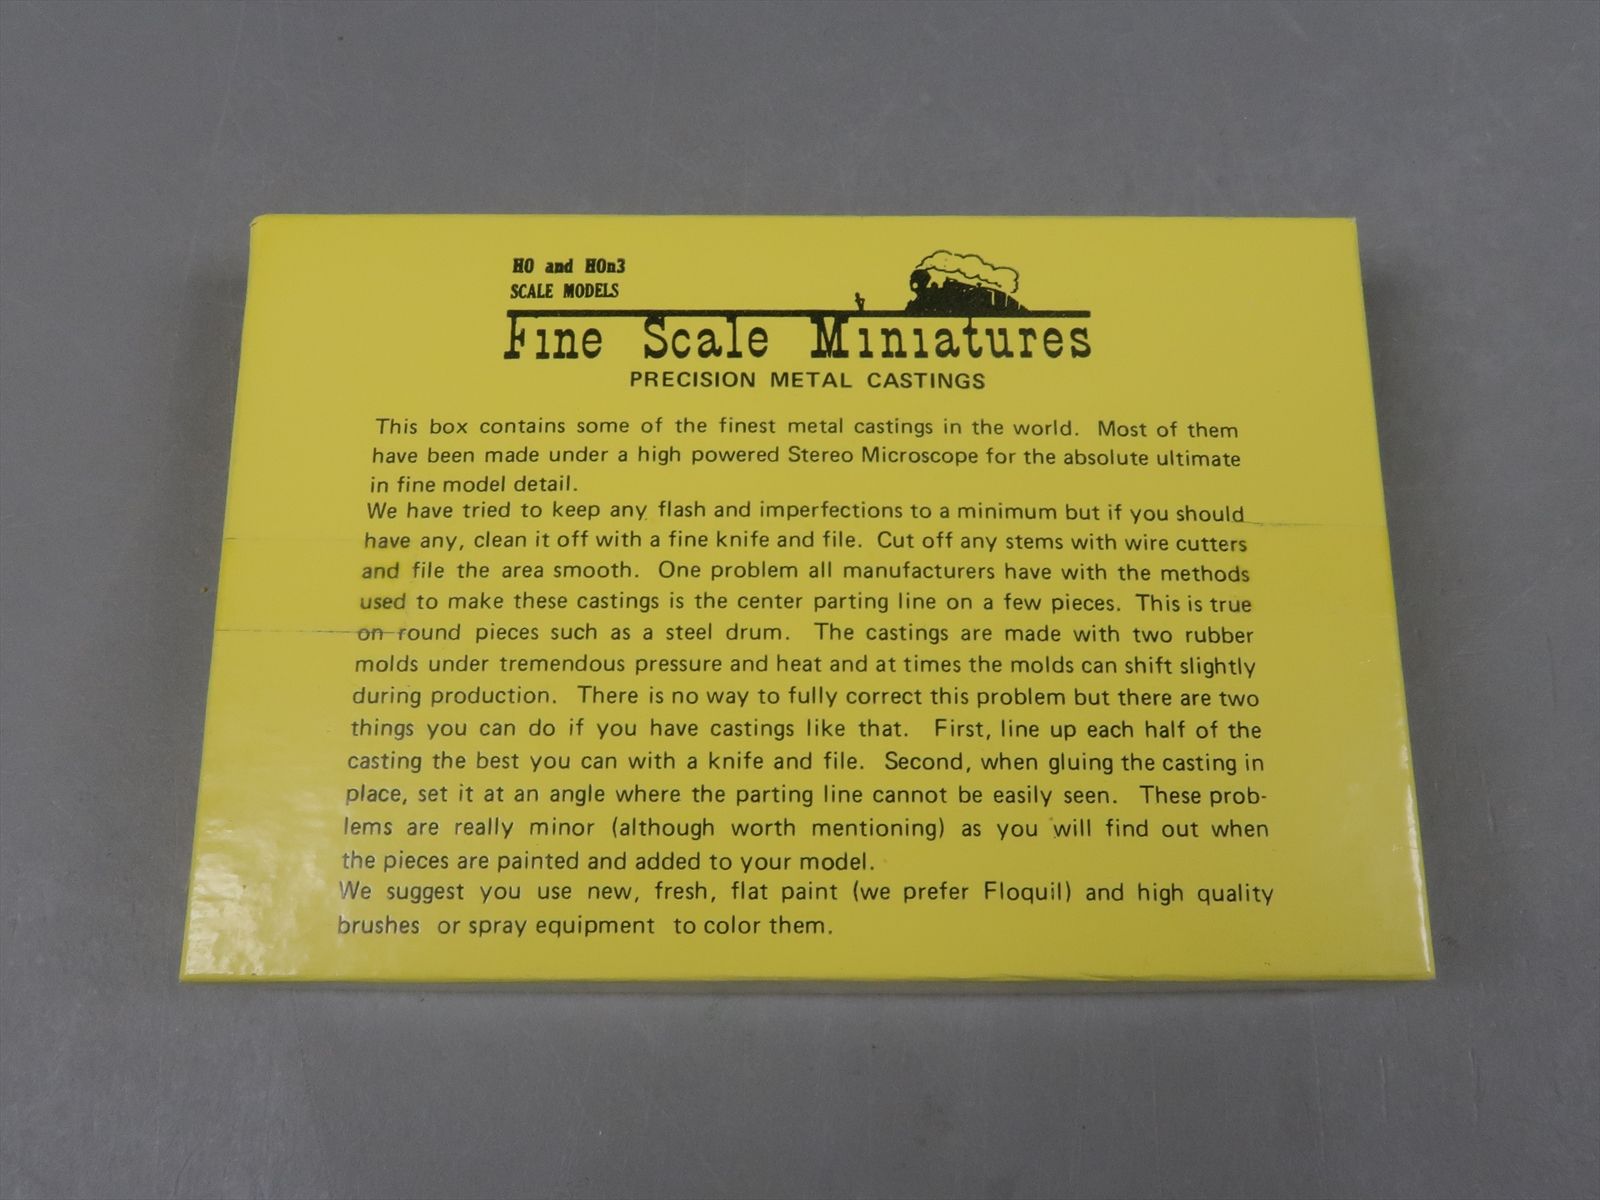 HO and HOn3
SCALE MODELS
Fine Scale Miniatures
PRECISION METAL CASTINGS
This box contains some of the finest metal castings in the world. Most of them
have been made under a high powered Stereo Microscope for the absolute ultimate
in fine model detail.
We have tried to keep any flash and imperfections to a minimum but if you should
have any, clean it off with a fine knife and file. Cut off any stems with wire cutters
and file the area smooth. One problem all manufacturers have with the methods
used to make these castings is the center parting line on a few pieces. This is true
on round pieces such as a steel drum. The castings are made with two rubber
molds under tremendous pressure and heat and at times the molds can shift slightly
during production. There is no way to fully correct this problem but there are two
things you can do if you have castings like that. First, line up each half of the
casting the best you can with a knife and file. Second, when gluing the casting in
place, set it at an angle where the parting line cannot be easily seen. These prob-
lems are really minor (although worth mentioning) as you will find out when
the pieces are painted and added to your model.
We suggest you use new, fresh, flat paint (we prefer Floquil) and high quality
brushes or spray equipment to color them.